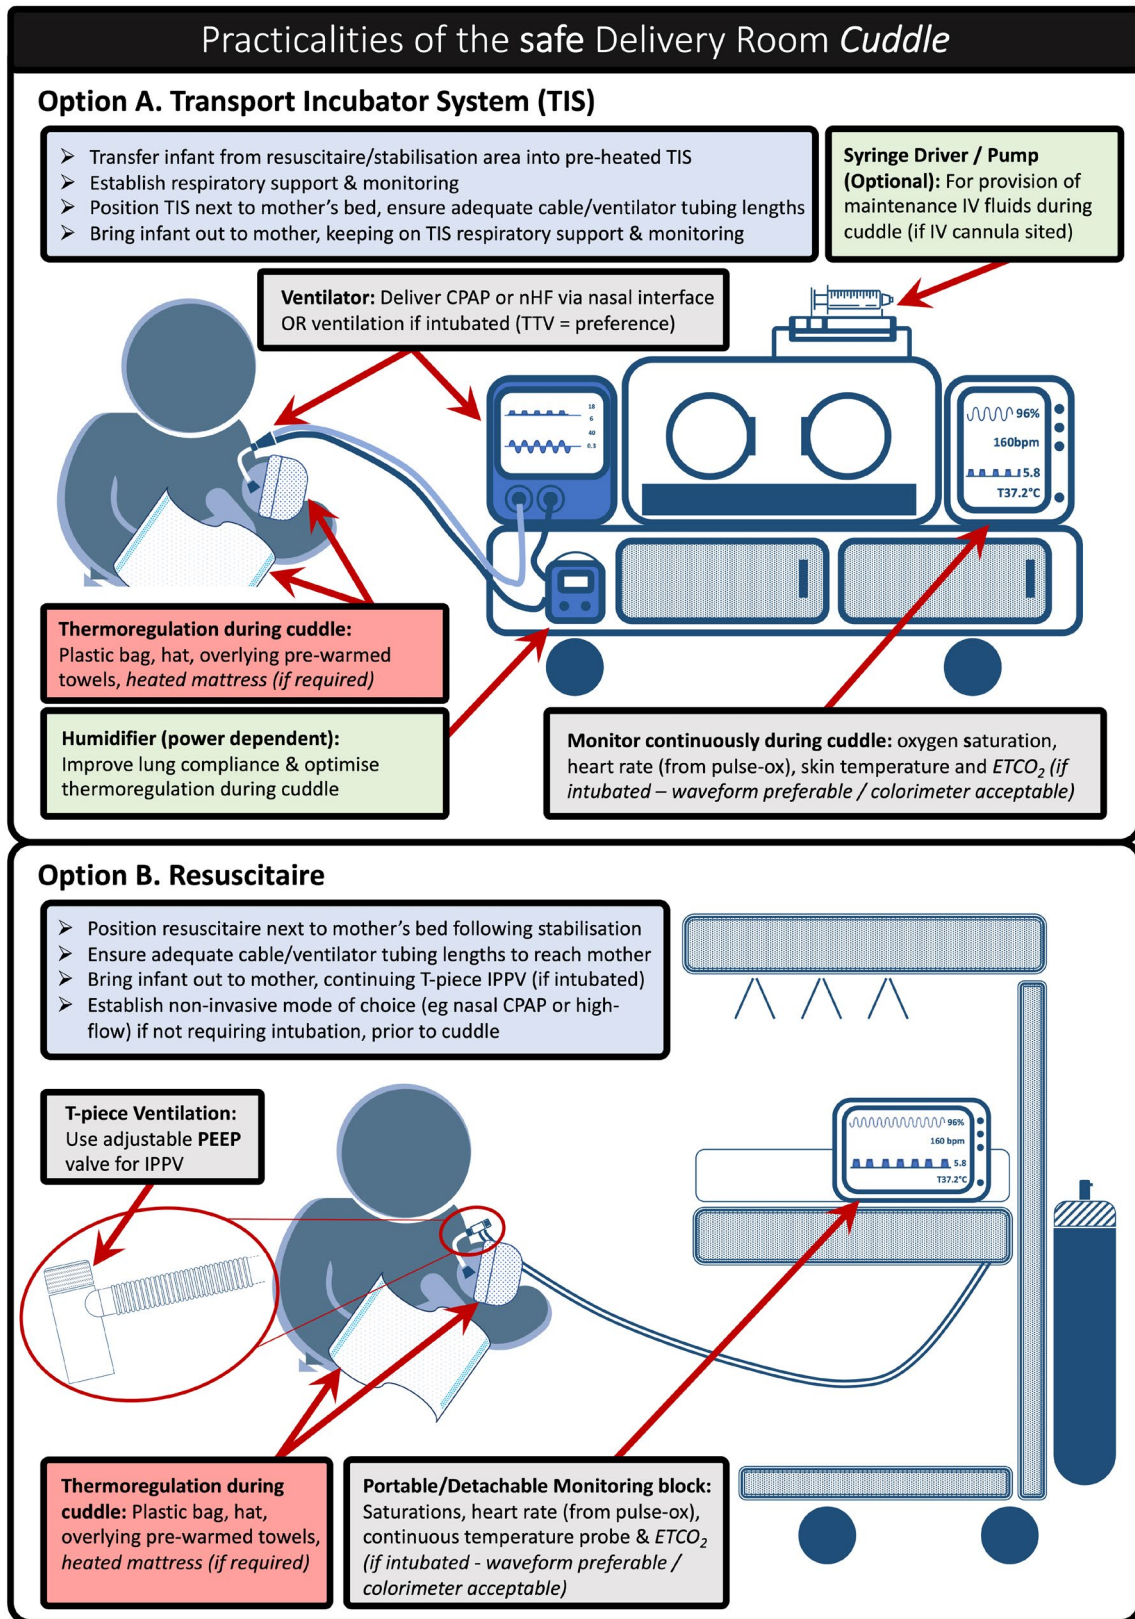 Practicalities of the safe Delivery Room Cuddle
Option A. Transport Incubator System (TIS)
➢ Transfer infant from resuscitaire/stabilisation area into pre-heated TIS
➢ Establish respiratory support & monitoring
➢ Position TIS next to mother's bed, ensure adequate cable/ventilator tubing lengths
➢ Bring infant out to mother, keeping on TIS respiratory support & monitoring
Syringe Driver / Pump
(Optional): For provision of
maintenance IV fluids during
cuddle (if IV cannula sited)
Ventilator: Deliver CPAP or nHF via nasal interface
OR ventilation if intubated (TTV = preference)
18
6
40
0.3
96%
160bpm
5.8
T37.2°C
Thermoregulation during cuddle:
Plastic bag, hat, overlying pre-warmed
towels, heated mattress (if required)
Humidifier (power dependent):
Improve lung compliance & optimise
thermoregulation during cuddle
Monitor continuously during cuddle: oxygen saturation,
heart rate (from pulse-ox), skin temperature and ETCO₂ (if
intubated – waveform preferable / colorimeter acceptable)
Option B. Resuscitaire
➢ Position resuscitaire next to mother's bed following stabilisation
➢ Ensure adequate cable/ventilator tubing lengths to reach mother
➢ Bring infant out to mother, continuing T-piece IPPV (if intubated)
➢ Establish non-invasive mode of choice (eg nasal CPAP or high-
flow) if not requiring intubation, prior to cuddle
T-piece Ventilation:
Use adjustable PEEP
valve for IPPV
96%
160 bpm
5.8
T37.2°C
Thermoregulation during
cuddle: Plastic bag, hat,
overlying pre-warmed towels,
heated mattress (if required)
Portable/Detachable Monitoring block:
Saturations, heart rate (from pulse-ox),
continuous temperature probe & ETCO₂
(if intubated - waveform preferable /
colorimeter acceptable)